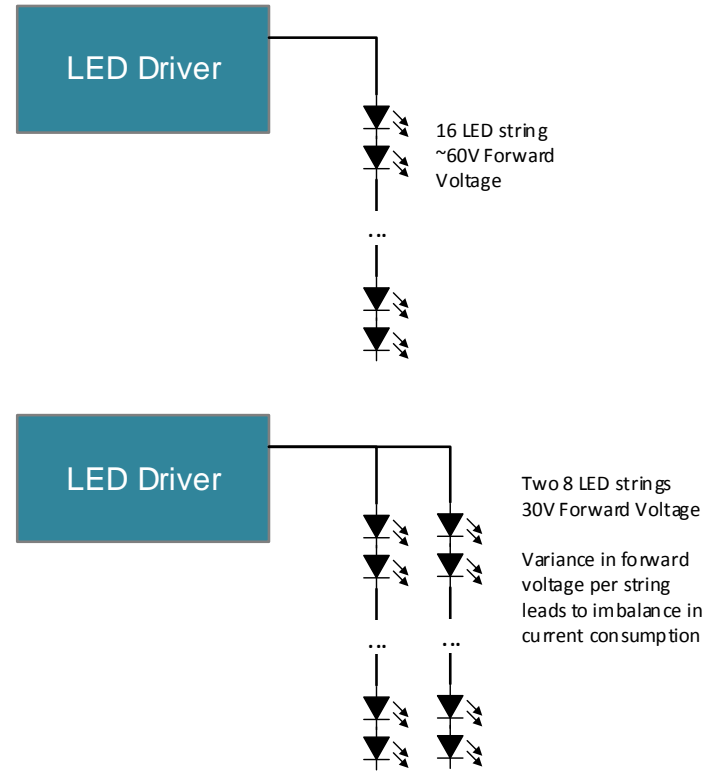 LED Driver
16 LED string
~60V Forward
Voltage
...
LED Driver
Two 8 LED strings
30V Forward Voltage
Variance in forward
voltage per string
leads to imbalance in
current consumption
... ...